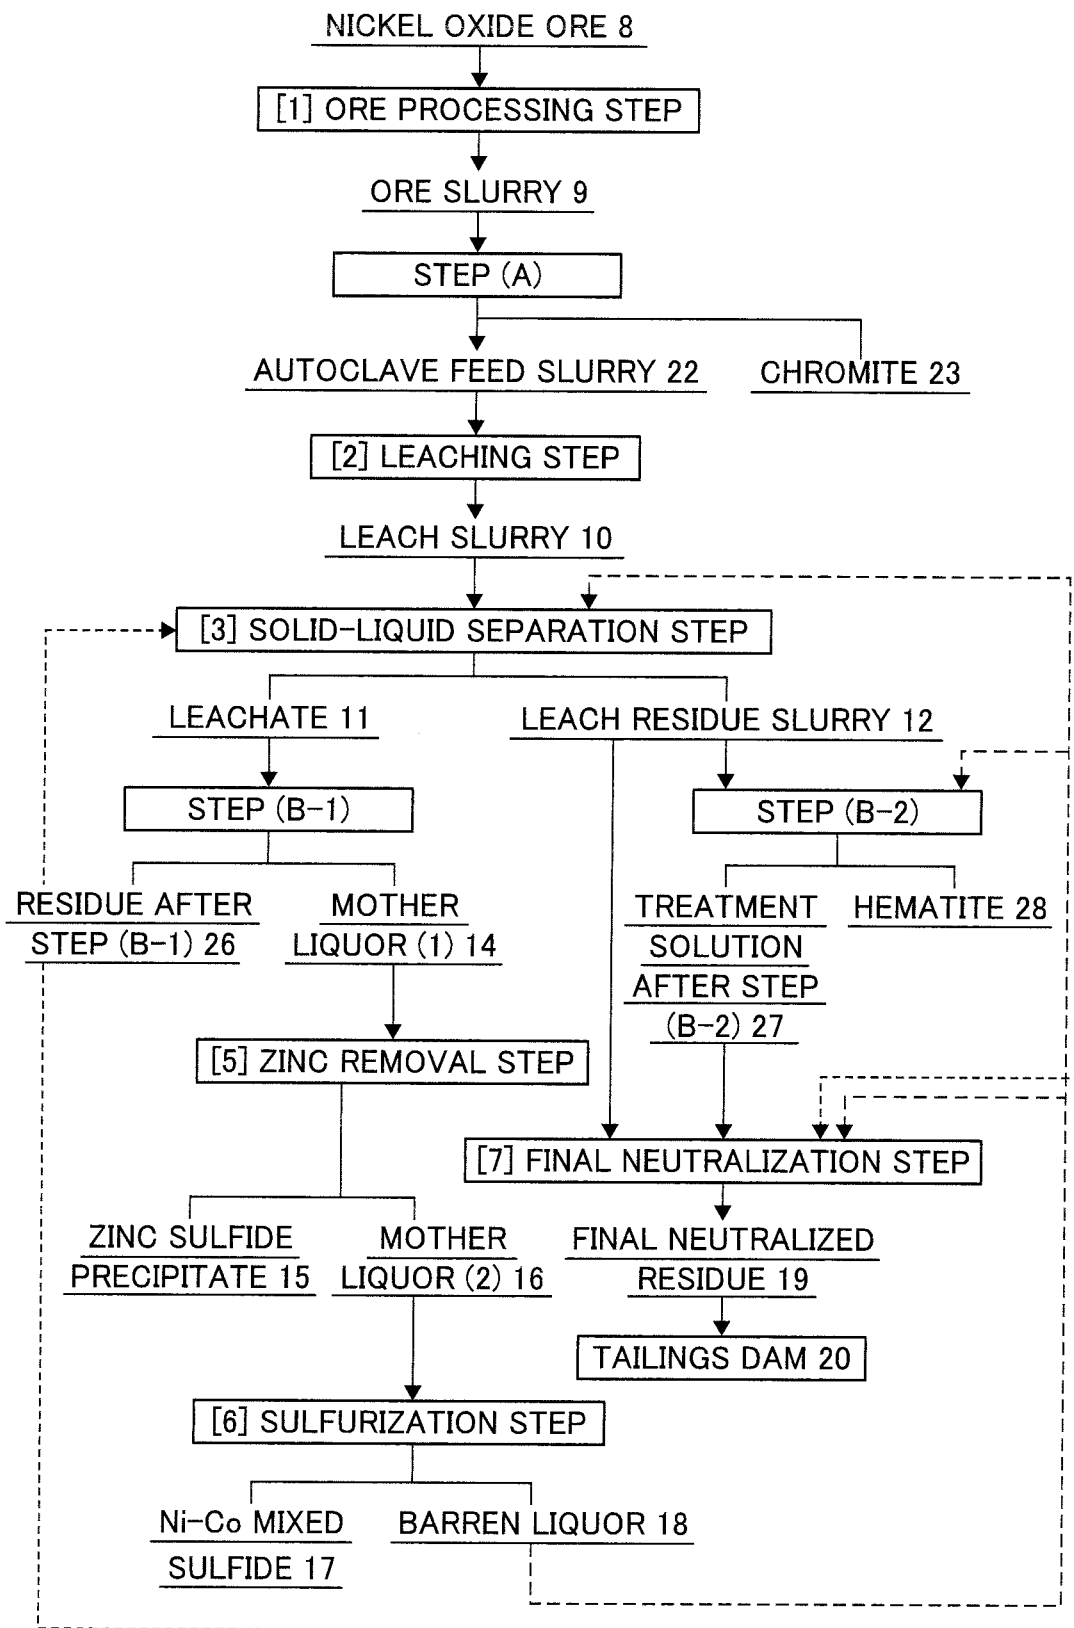 NICKEL OXIDE ORE 8
[1] ORE PROCESSING STEP
ORE SLURRY 9
STEP (A)
AUTOCLAVE FEED SLURRY 22
CHROMITE 23
[2] LEACHING STEP
LEACH SLURRY 10
[3] SOLID-LIQUID SEPARATION STEP
LEACHATE 11
LEACH RESIDUE SLURRY 12
STEP (B-1)
STEP (B-2)
RESIDUE AFTER
STEP (B-1) 26
MOTHER
LIQUOR (1) 14
TREATMENT
SOLUTION
AFTER STEP
(B-2) 27
HEMATITE 28
[5] ZINC REMOVAL STEP
[7] FINAL NEUTRALIZATION STEP
ZINC SULFIDE
PRECIPITATE 15
MOTHER
LIQUOR (2) 16
FINAL NEUTRALIZED
RESIDUE 19
TAILINGS DAM 20
[6] SULFURIZATION STEP
Ni-Co MIXED
SULFIDE 17
BARREN LIQUOR 18